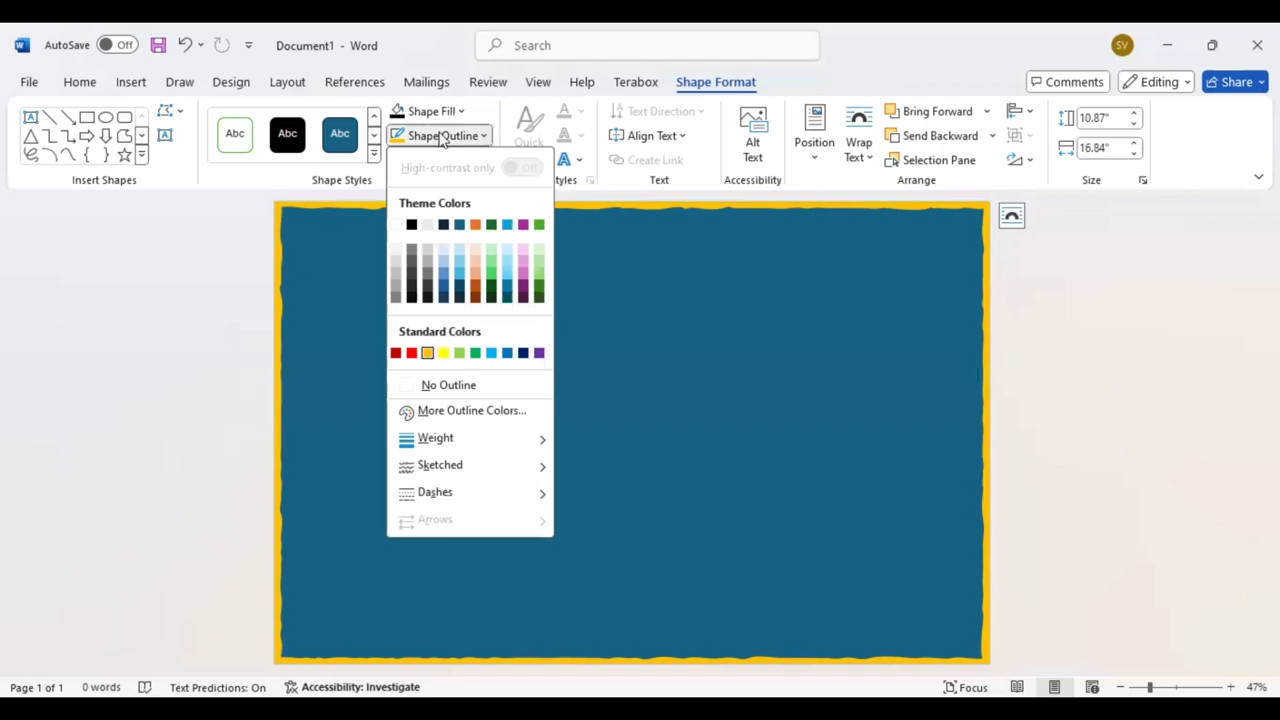 AutoSave Off Document1 - Word Search SV
File Home Insert Draw Design Layout References Mailings Review View Help Terabox Shape Format Comments Editing Share
Abc Abc Abc Shape Fill Text Direction Bring Forward 10.87"
Shape Outline Quick Alt Text Position Wrap Text Align Text Send Backward 16.84"
Create Link Selection Pane
Insert Shapes Shape Styles Styles Text Accessibility Arrange Size
High-contrast only Off
Theme Colors
Standard Colors
No Outline
More Outline Colors...
Weight
Sketched
Dashes
Arrows
Page 1 of 1 0 words Text Predictions: On Accessibility: Investigate Focus 47%